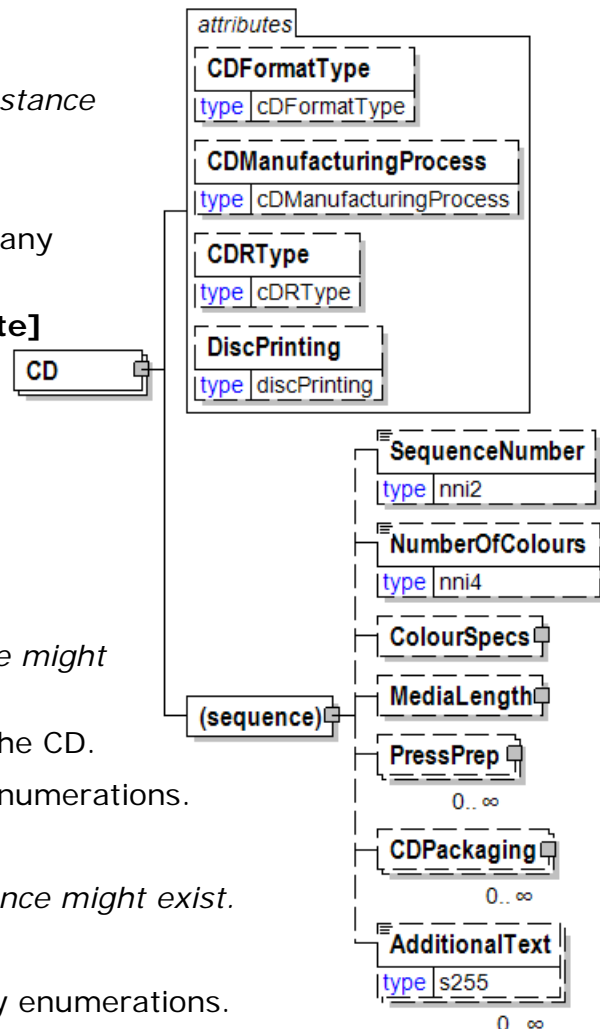 stance
any
te]
e might
he CD.
numerations.
nce might exist.
y enumerations.
attributes
CDFormatType
type cDFormatType
CDManufacturingProcess
type cDManufacturingProcess
CDRType
type cDRType
DiscPrinting
type discPrinting
CD
(sequence)
SequenceNumber
type nni2
NumberOfColours
type nni4
ColourSpecs
MediaLength
PressPrep
0.. ∞
CDPackaging
0.. ∞
AdditionalText
type s255
0.. ∞